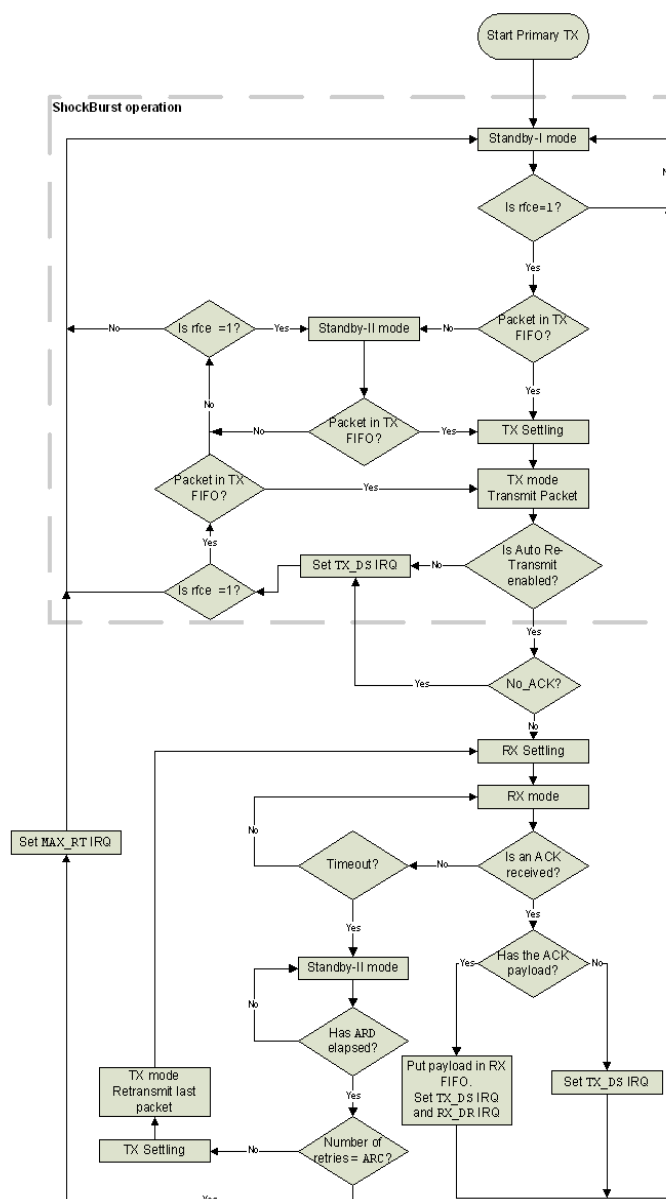 Start Primary TX
ShockBurst operation
Standby-I mode
Is rfce=1?
Yes
Is rfce =1?
No
Yes
Standby-II mode
No
Packet in TX
FIFO?
No
Yes
Packet in TX
FIFO?
No
Yes
TX Settling
Packet in TX
FIFO?
Yes
TX mode
Transmit Packet
Yes
Is rfce =1?
Set TX_DS IRQ
No
Is Auto Re-
Transmit
enabled?
Yes
Yes
No_ACK?
No
RX Settling
RX mode
No
Set MAX_RT IRQ
Timeout?
No
Is an ACK
received?
Yes
Yes
Standby-II mode
Yes
Has the ACK
payload?
No
No
Has ARD
elapsed?
TX mode
Retransmit last
packet
Put payload in RX
FIFO.
Set TX_DS IRQ
and RX_DR IRQ
Set TX_DS IRQ
Yes
TX Settling
No
Number of
retries = ARC?
Yes